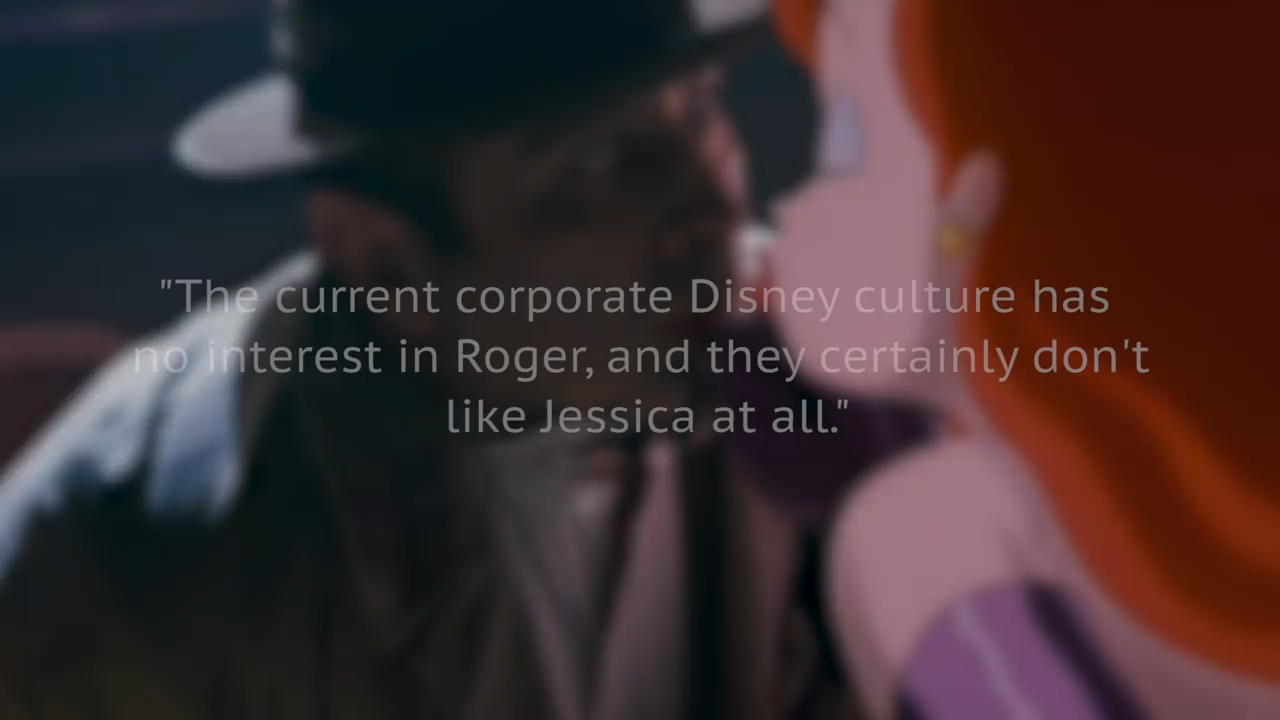 "The current corporate Disney culture has
no interest in Roger, and they certainly don't
like Jessica at all."